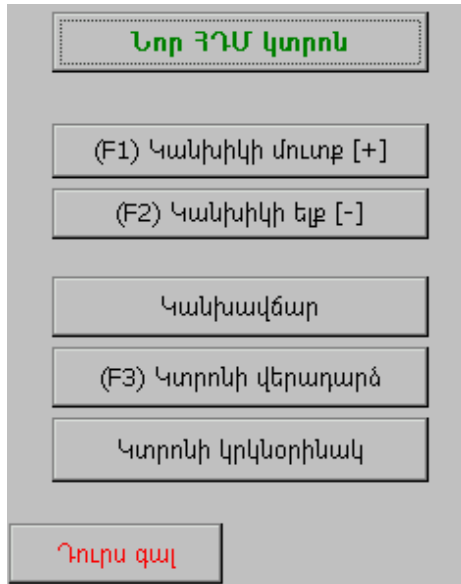 Նոր ՀԴՄ կտրոն
(F1) Կանխիկի մուտք [+]
(F2) Կանխիկի ելք [-]
Կանխավճար
(F3) Կտրոնի վերադարձ
Կտրոնի կրկնօրինակ
Դուրս գալ